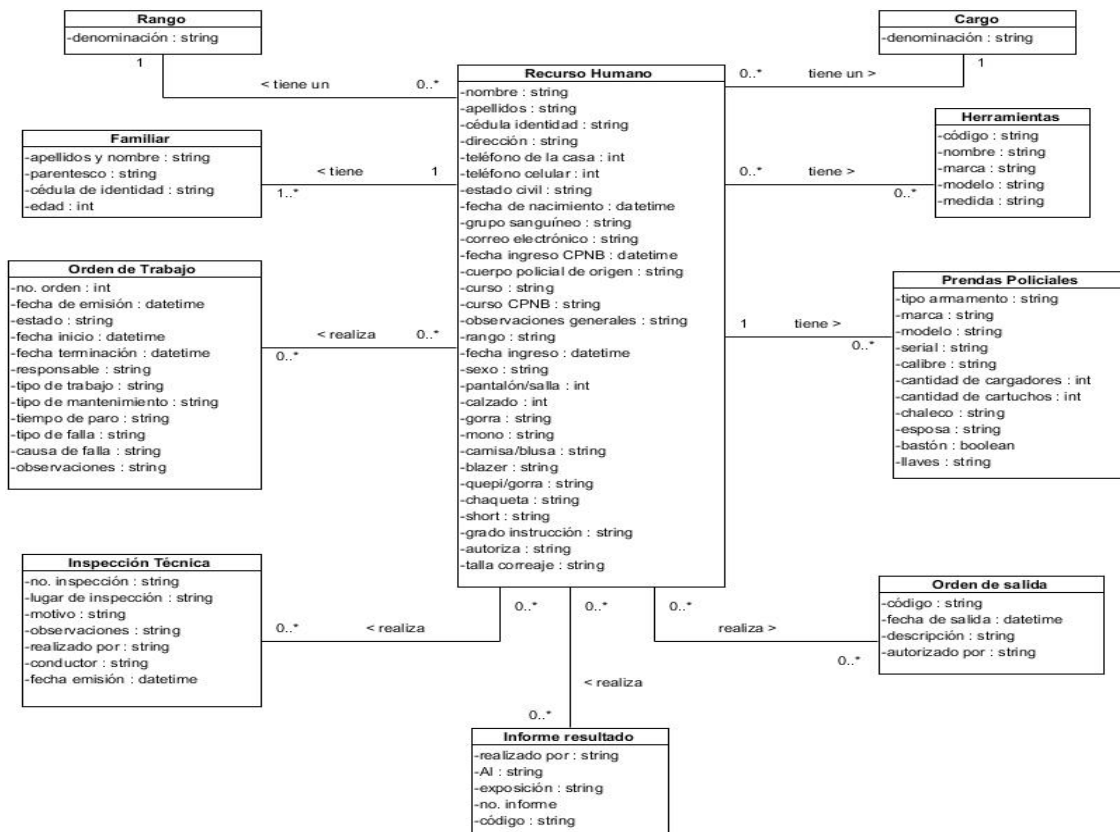 Rango
-denominación : string
1
< tiene un
0..*
Cargo
-denominación : string
1
0..*
tiene un >
Recurso Humano
-nombre : string
-apellidos : string
-cédula identidad : string
-dirección : string
-teléfono de la casa : int
-teléfono celular : int
-estado civil : string
-fecha de nacimiento : datetime
-grupo sanguíneo : string
-correo electrónico : string
-fecha ingreso CPNB : datetime
-cuerpo policial de origen : string
-curso : string
-curso CPNB : string
-observaciones generales : string
-rango : string
-fecha ingreso : datetime
-sexo : string
-pantalón/salla : int
-calzado : int
-gorra : string
-mono : string
-camisa/blusa : string
-blazer : string
-quepi/gorra : string
-chaqueta : string
-short : string
-grado instrucción : string
-autoriza : string
-talla correaje : string
Familiar
-apellidos y nombre : string
-parentesco : string
-cédula de identidad : string
-edad : int
< tiene
1
1..*
Herramientas
-código : string
-nombre : string
-marca : string
-modelo : string
-medida : string
0..*
tiene >
0..*
Orden de Trabajo
-no. orden : int
-fecha de emisión : datetime
-estado : string
-fecha inicio : datetime
-fecha terminación : datetime
-responsable : string
-tipo de trabajo : string
-tipo de mantenimiento : string
-tiempo de paro : string
-tipo de falla : string
-causa de falla : string
-observaciones : string
< realiza
0..*
0..*
Prendas Policiales
-tipo armamento : string
-marca : string
-modelo : string
-serial : string
-calibre : string
-cantidad de cargadores : int
-cantidad de cartuchos : int
-chaleco : string
-esposa : string
-bastón : boolean
-llaves : string
1
tiene >
0..*
Inspección Técnica
-no. inspección : string
-lugar de inspección : string
-motivo : string
-observaciones : string
-realizado por : string
-conductor : string
-fecha emisión : datetime
0..*
< realiza
0..*
0..*
0..*
realiza >
0..*
Orden de salida
-código : string
-fecha de salida : datetime
-descripción : string
-autorizado por : string
< realiza
0..*
Informe resultado
-realizado por : string
-Al : string
-exposición : string
-no. informe
-código : string